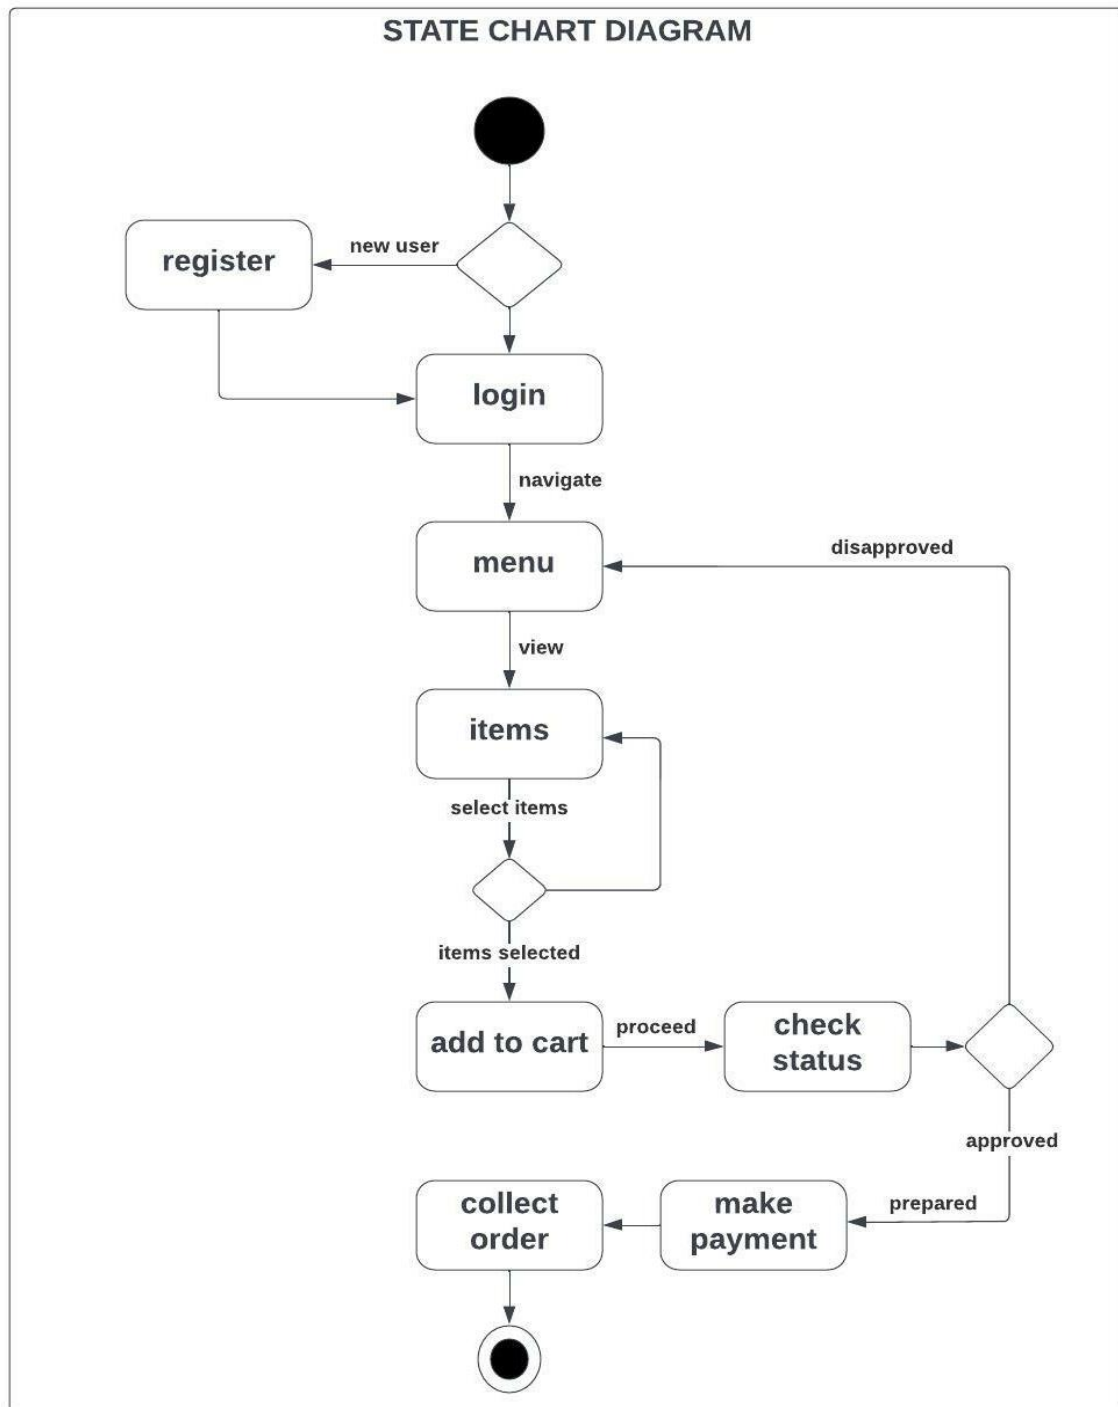 STATE CHART DIAGRAM
new user
register
login
navigate
disapproved
menu
view
items
select items
items selected
add to cart
proceed
check
status
approved
prepared
make
payment
collect
order